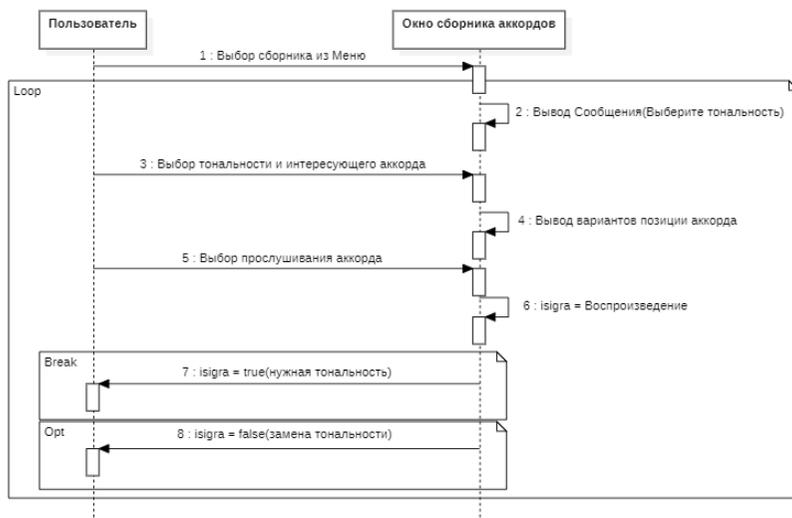 Пользователь
Окно сборника аккордов
1 : Выбор сборника из Меню
Loop
2 : Вывод Сообщения(Выберите тональность)
3 : Выбор тональности и интересующего аккорда
4 : Вывод вариантов позиции аккорда
5 : Выбор прослушивания аккорда
6 : isigra = Воспроизведение
Break
7 : isigra = true(нужная тональность)
Opt
8 : isigra = false(замена тональности)